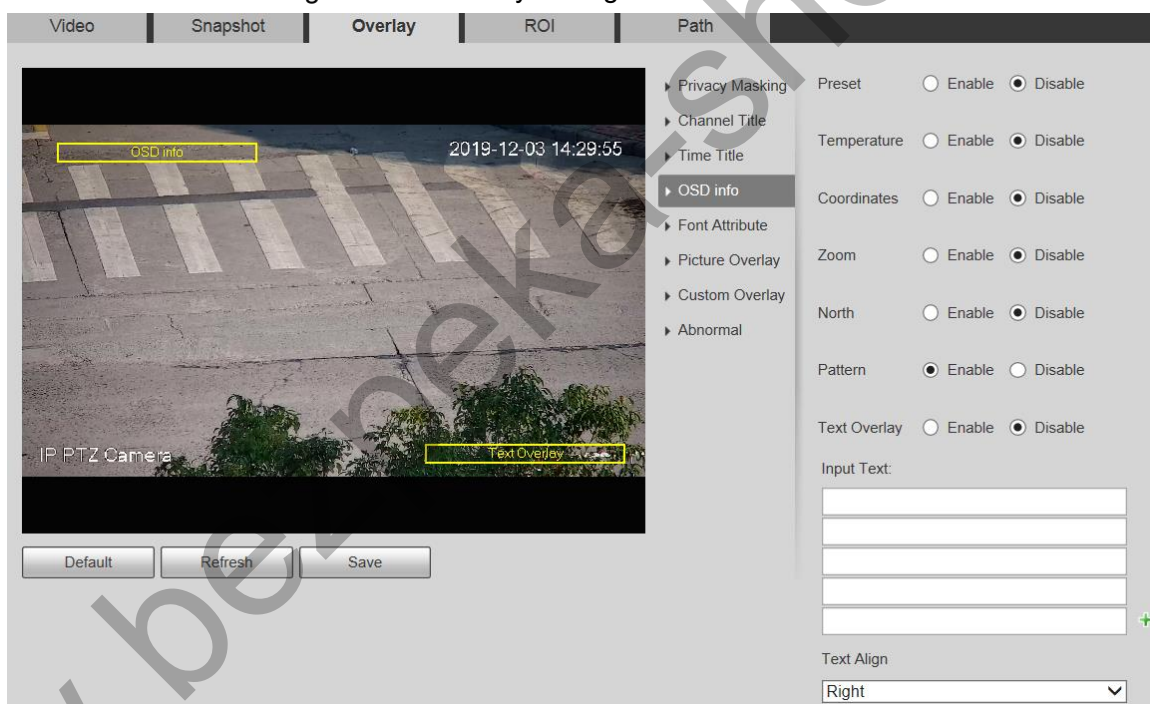 Video Snapshot Overlay ROI Path
OSD info
2019-12-03 14:29:55
IP PTZ Camera
Text Overlay
Default Refresh Save
Privacy Masking
Channel Title
Time Title
OSD info
Font Attribute
Picture Overlay
Custom Overlay
Abnormal
Preset Enable Disable
Temperature Enable Disable
Coordinates Enable Disable
Zoom Enable Disable
North Enable Disable
Pattern Enable Disable
Text Overlay Enable Disable
Input Text:
Text Align
Right